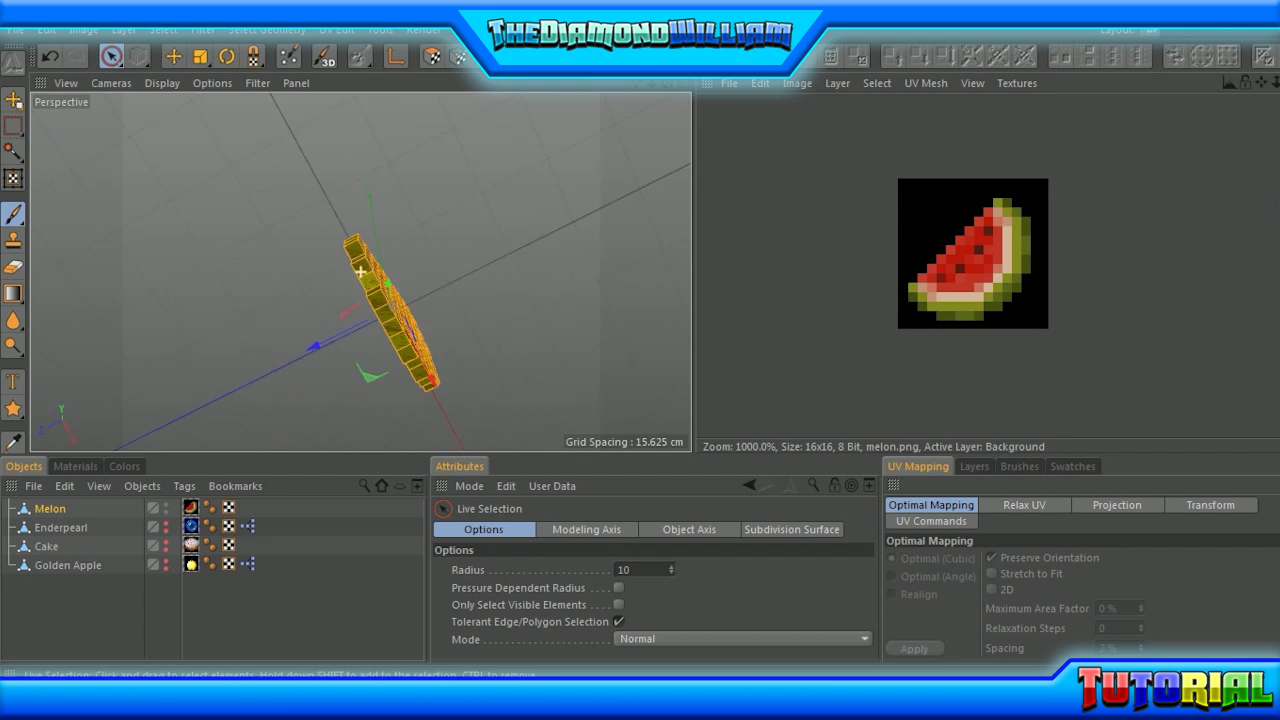 THEDIAMONDWILLIAM
File Edit Image Layer Select Filter Select Geometry UV Edit Tools Render
Layout:
View Cameras Display Options Filter Panel
File Edit Image Layer Select UV Mesh View Textures
Perspective
3D
Grid Spacing : 15.625 cm
Y
Z
X
Zoom: 1000.0%, Size: 16x16, 8 Bit, melon.png, Active Layer: Background
Objects Materials Colors
File Edit View Objects Tags Bookmarks
Melon
Enderpearl
Cake
Golden Apple
Attributes
Mode Edit User Data
Live Selection
Options Modeling Axis Object Axis Subdivision Surface
Options
Radius 10
Pressure Dependent Radius
Only Select Visible Elements
Tolerant Edge/Polygon Selection
Mode Normal
UV Mapping Layers Brushes Swatches
Optimal Mapping Relax UV Projection Transform
UV Commands
Optimal Mapping
Optimal (Cubic)
Optimal (Angle)
Realign
Preserve Orientation
Stretch to Fit
2D
Maximum Area Factor 0 %
Relaxation Steps 0
Spacing 2 %
Apply
Live Selection: Click and drag to select elements. Hold down SHIFT to add to the selection, CTRL to remove.
TUTORIAL